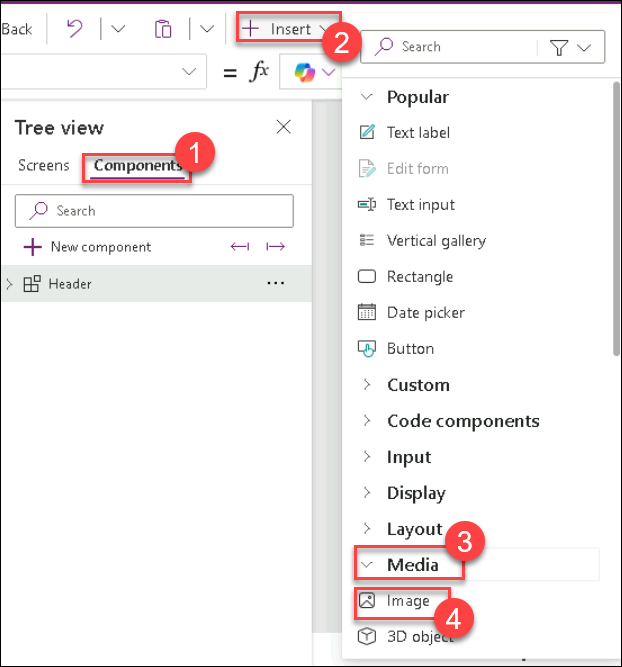 Back
Insert
2
Search
= fx
Popular
Tree view
Text label
1
Screens
Components
Edit form
Text input
Search
New component
Vertical gallery
Header
...
Rectangle
Date picker
Button
Custom
Code components
Input
Display
Layout
3
Media
Image
4
3D object